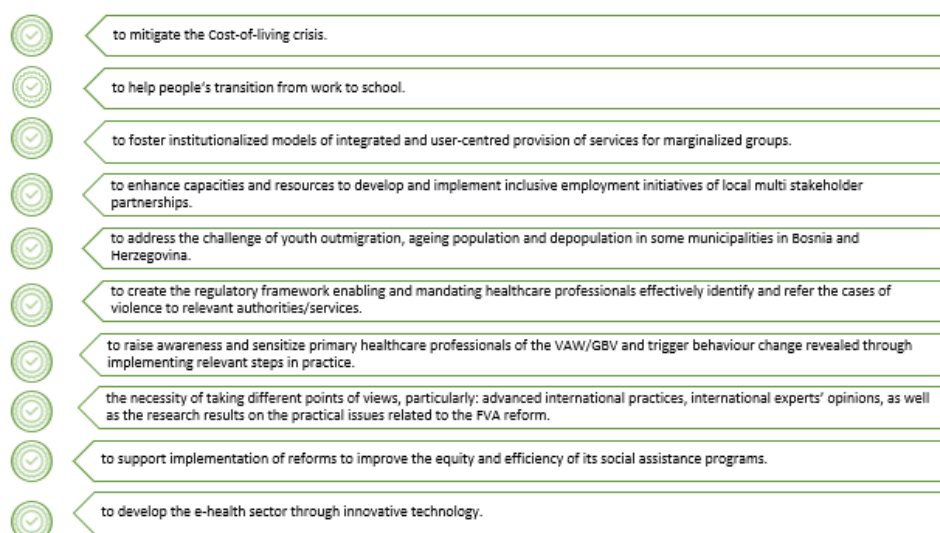 to mitigate the Cost-of-living crisis.
to help people's transition from work to school.
to foster institutionalized models of integrated and user-centred provision of services for marginalized groups.
to enhance capacities and resources to develop and implement inclusive employment initiatives of local multi stakeholder
partnerships.
to address the challenge of youth outmigration, ageing population and depopulation in some municipalities in Bosnia and
Herzegovina.
to create the regulatory framework enabling and mandating healthcare professionals effectively identify and refer the cases of
violence to relevant authorities/services.
to raise awareness and sensitize primary healthcare professionals of the VAW/GBV and trigger behaviour change revealed through
implementing relevant steps in practice.
the necessity of taking different points of views, particularly: advanced international practices, international experts' opinions, as well
as the research results on the practical issues related to the FVA reform.
to support implementation of reforms to improve the equity and efficiency of its social assistance programs.
to develop the e-health sector through innovative technology.